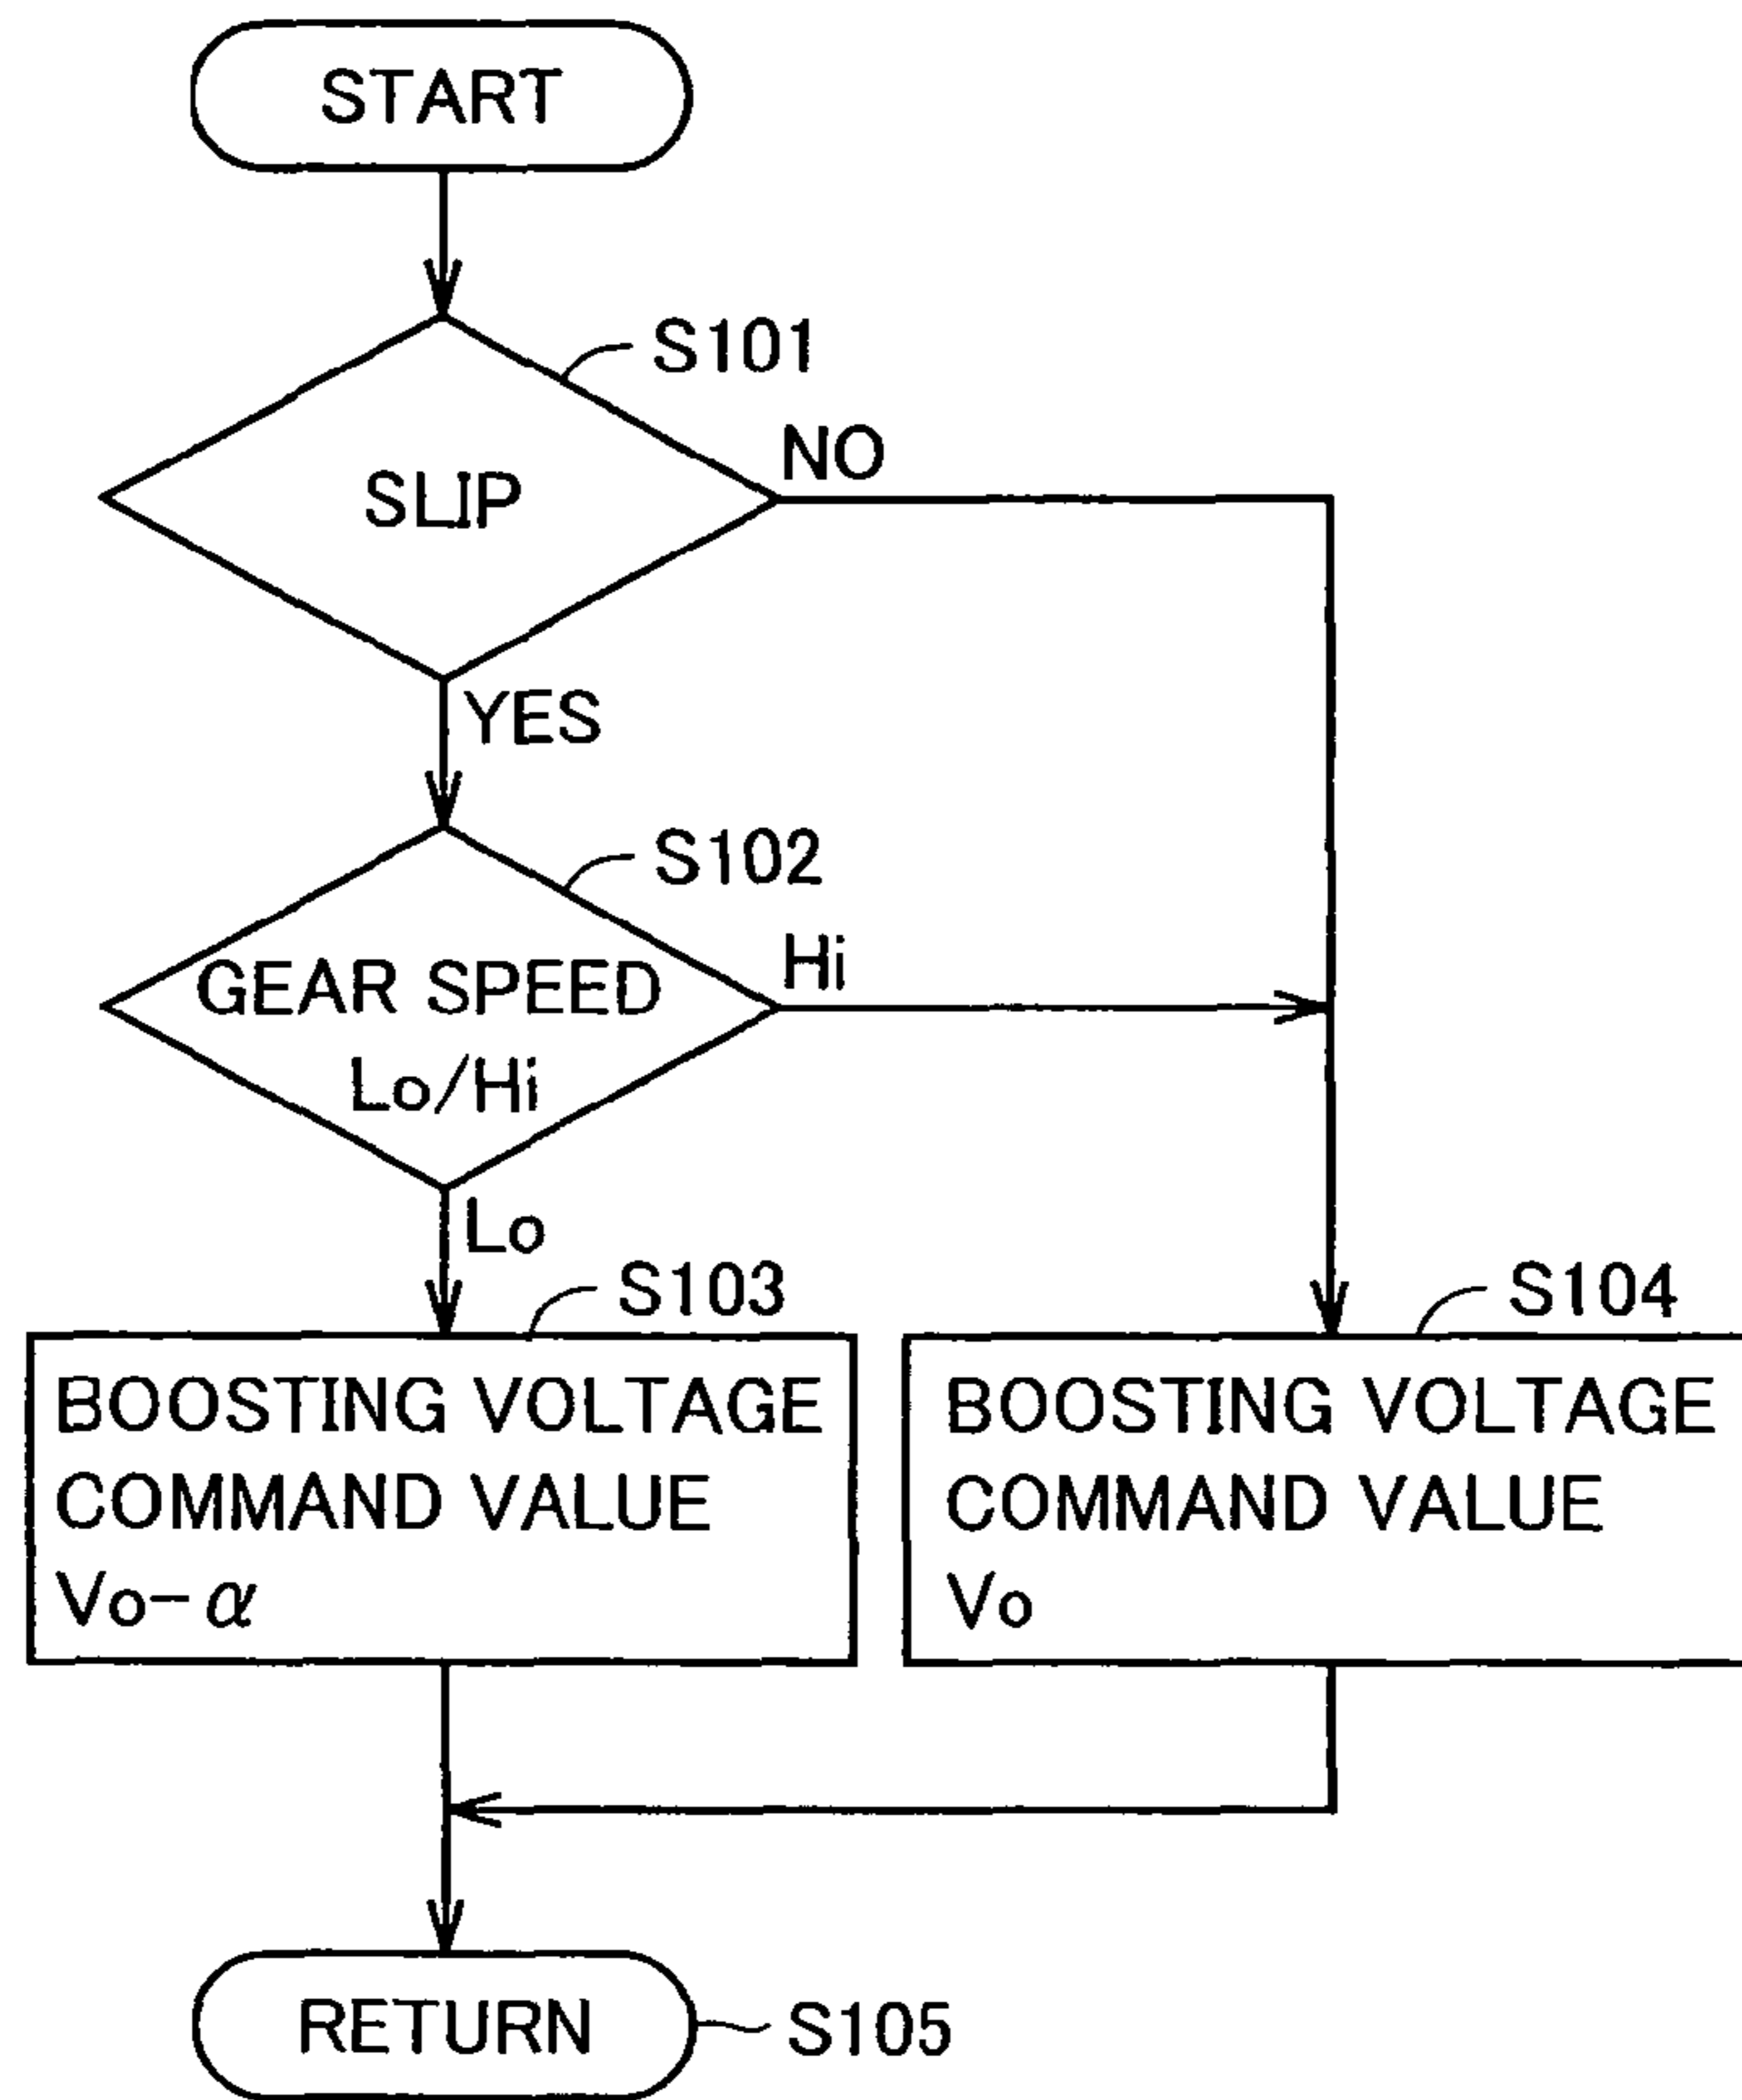 START
S101
SLIP
NO
YES
S102
GEAR SPEED
Lo/Hi
Hi
Lo
S103
BOOSTING VOLTAGE
COMMAND VALUE
Vo-α
S104
BOOSTING VOLTAGE
COMMAND VALUE
Vo
RETURN
S105